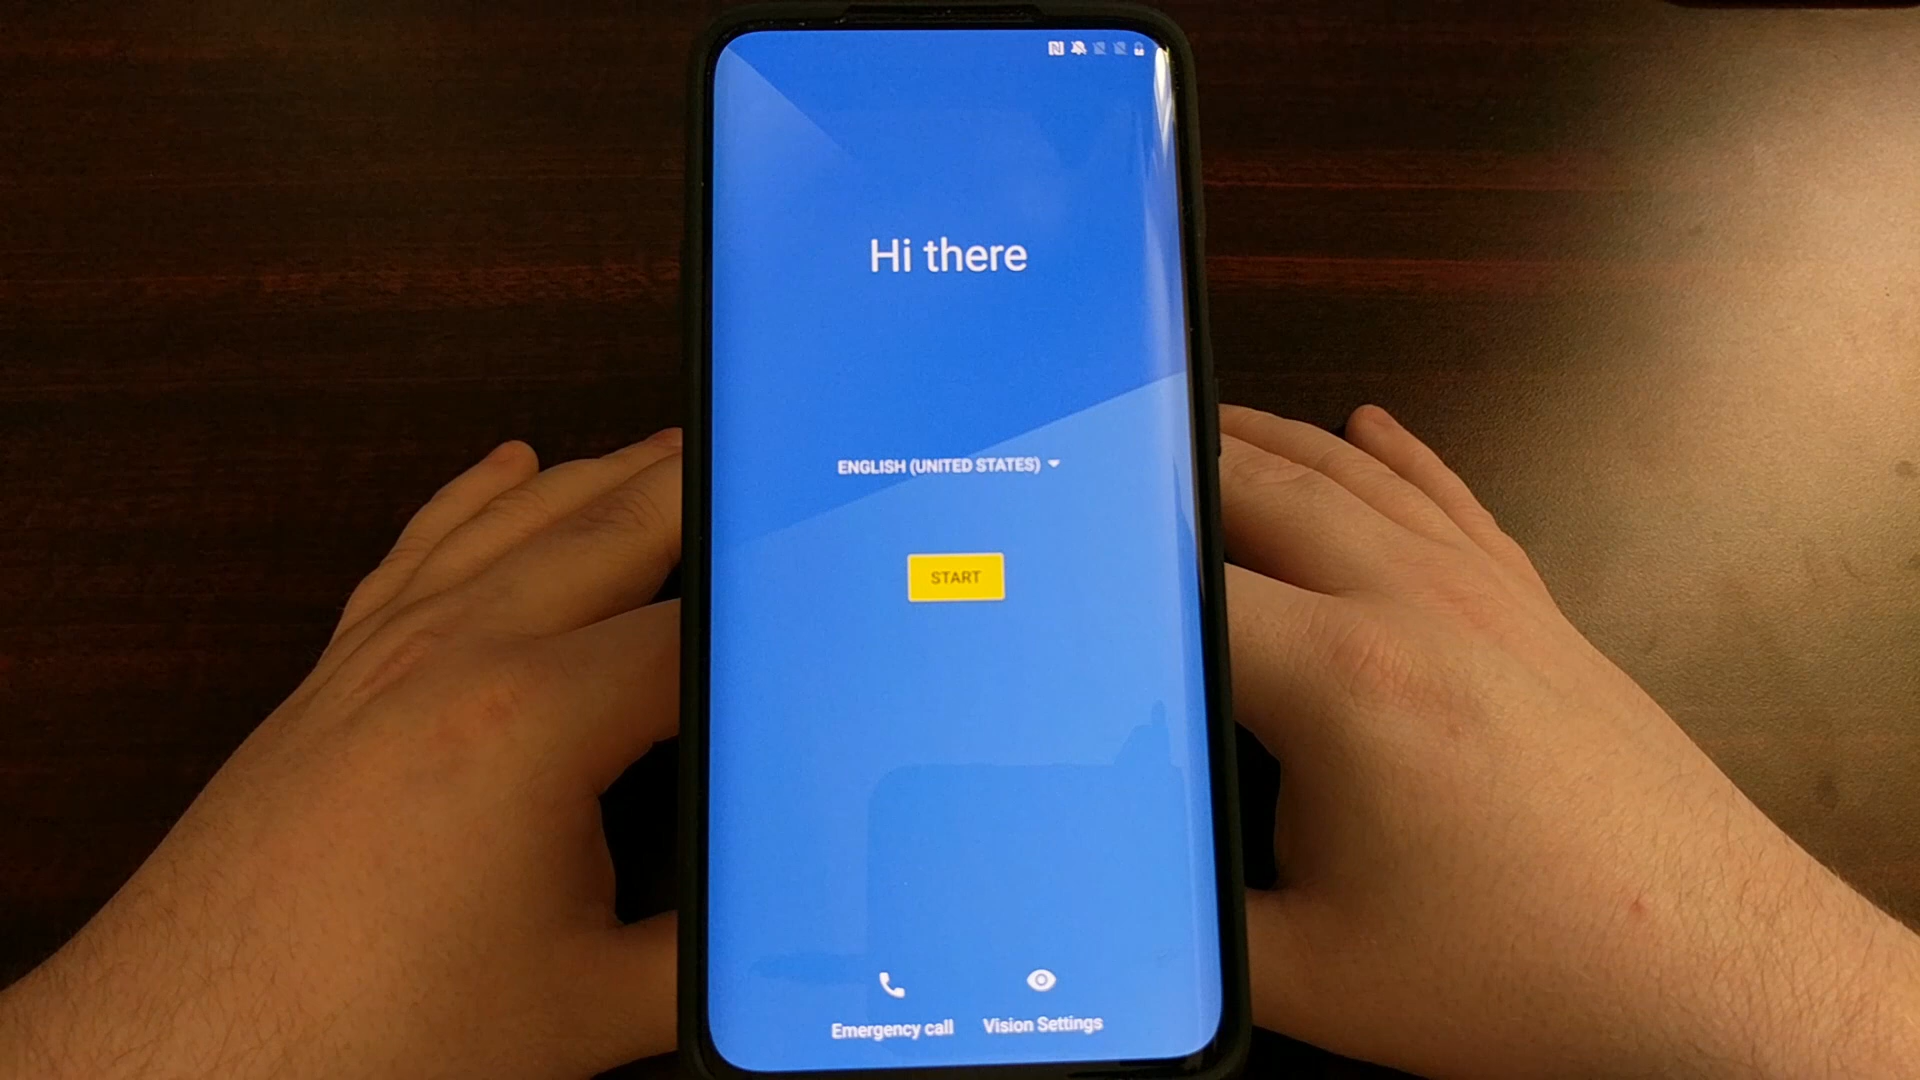 Hi there
ENGLISH (UNITED STATES)
START
Emergency call
Vision Settings